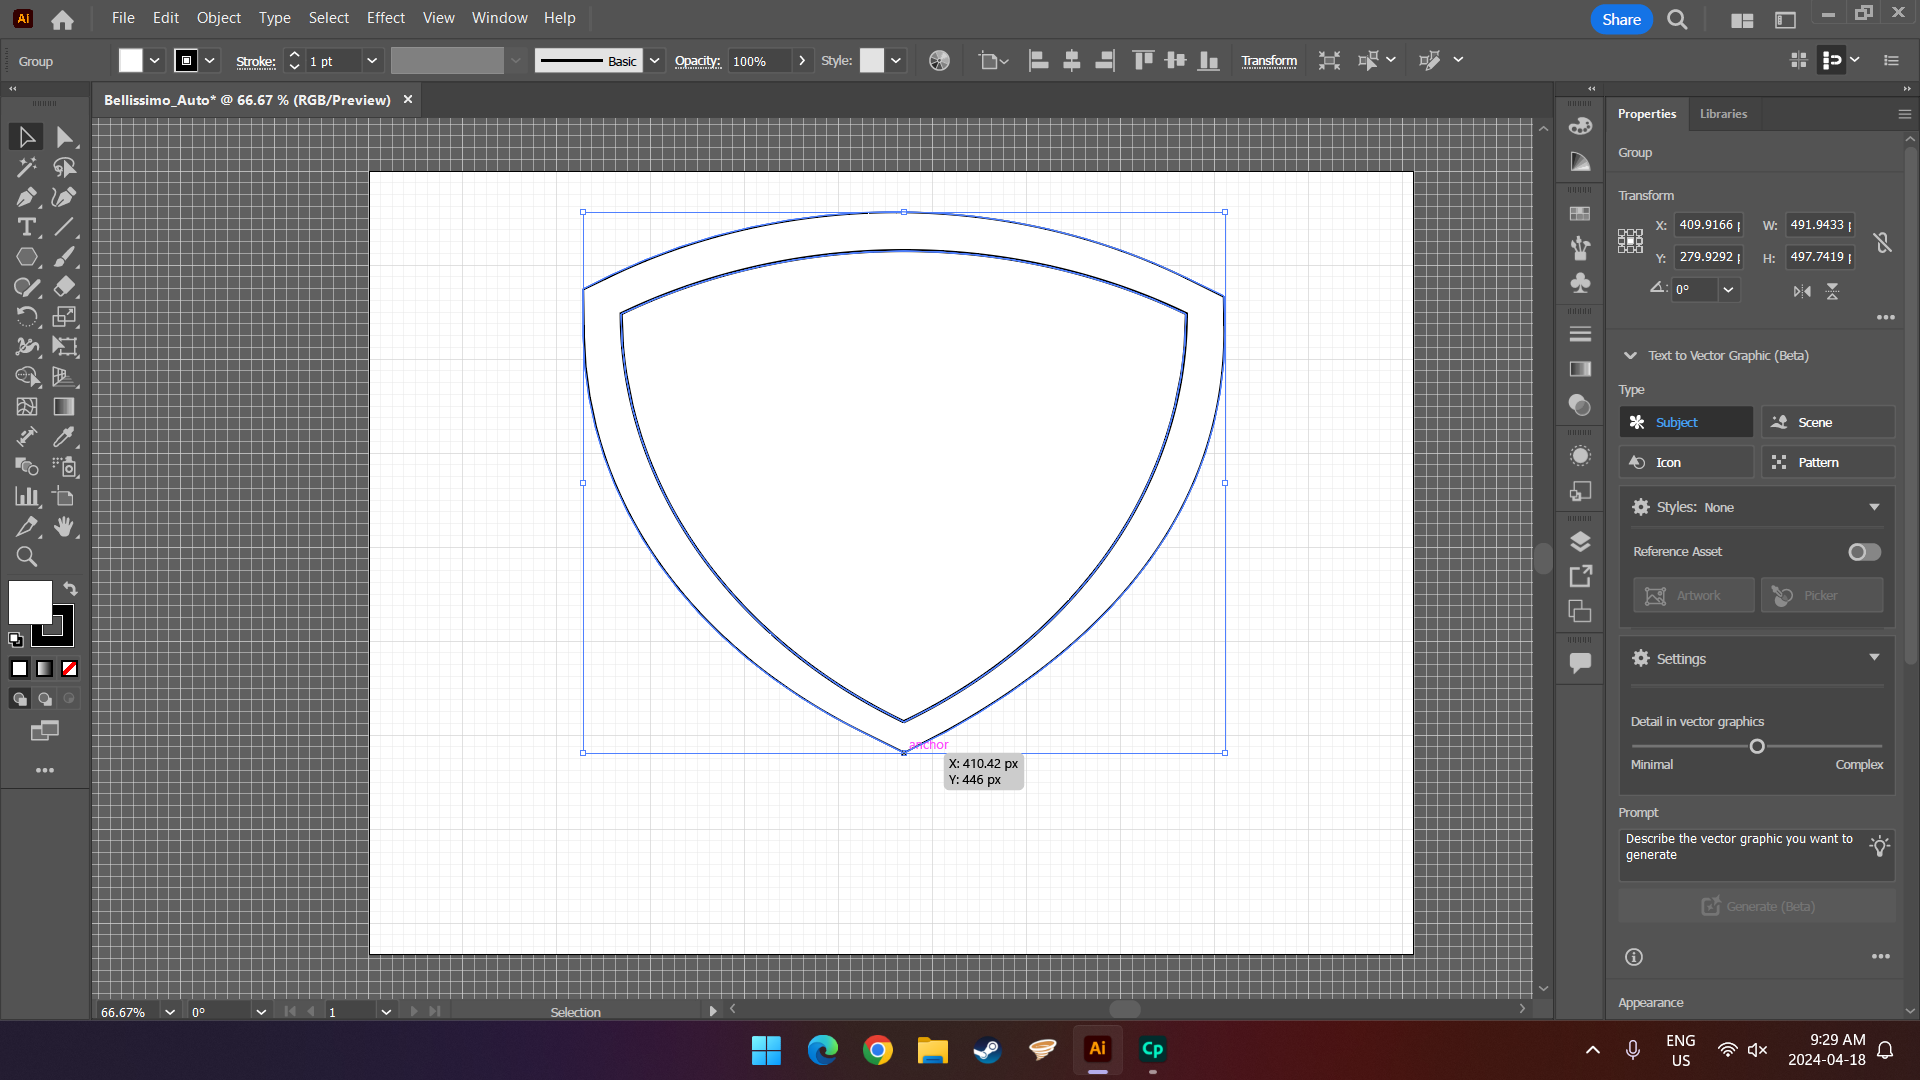 Ai File Edit Object Type Select Effect View Window Help Share
Group Stroke: 1 pt Basic Opacity: 100% Style: Transform
Bellissimo_Auto* @ 66.67 % (RGB/Preview) ×
Properties Libraries
Group
Transform
X: 409.9166 W: 491.9433
Y: 279.9292 H: 497.7419
0°
Text to Vector Graphic (Beta)
Type
Subject Scene
Icon Pattern
Styles: None
Reference Asset
Artwork Picker
Settings
Detail in vector graphics
Minimal Complex
Prompt
Describe the vector graphic you want to
generate
Generate (Beta)
Appearance
anchor
X: 410.42 px
Y: 446 px
66.67% 0° 1 Selection
Ai Cp
ENG
US
9:29 AM
2024-04-18